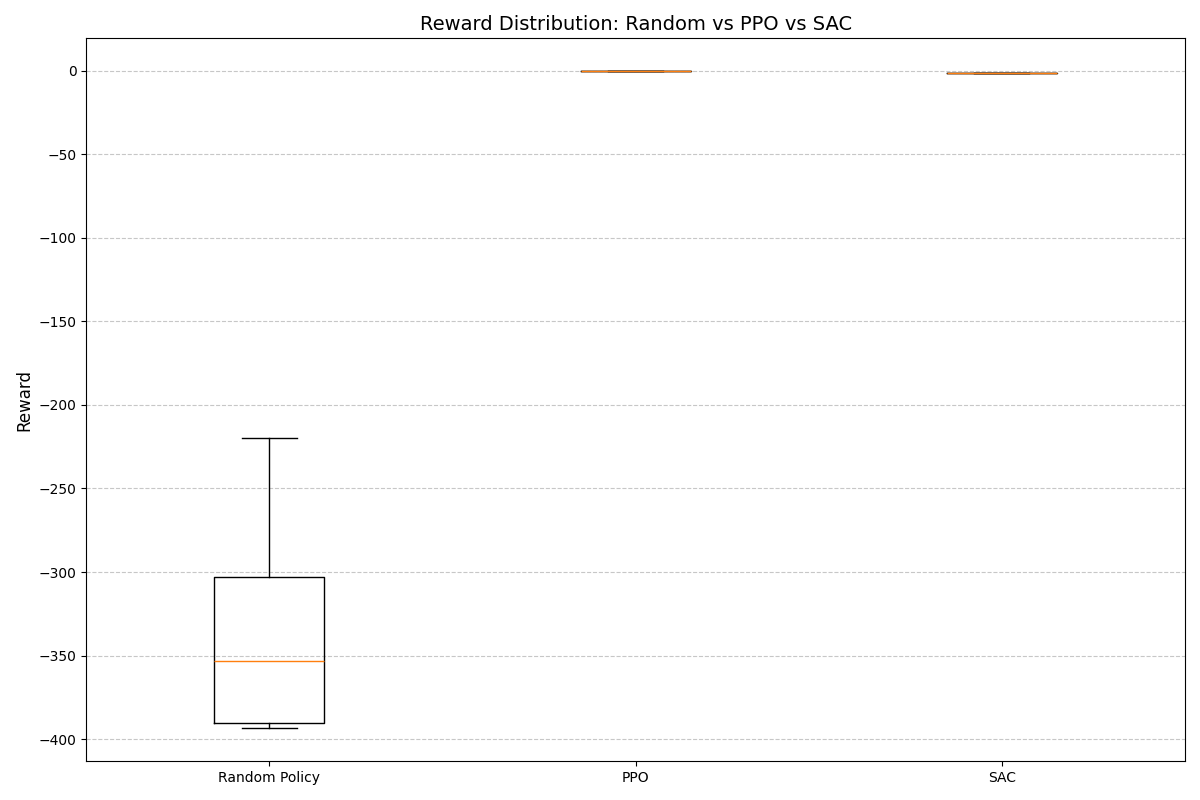 Reward Distribution: Random vs PPO vs SAC
Reward
0
−50
−100
−150
−200
−250
−300
−350
−400
Random Policy
PPO
SAC